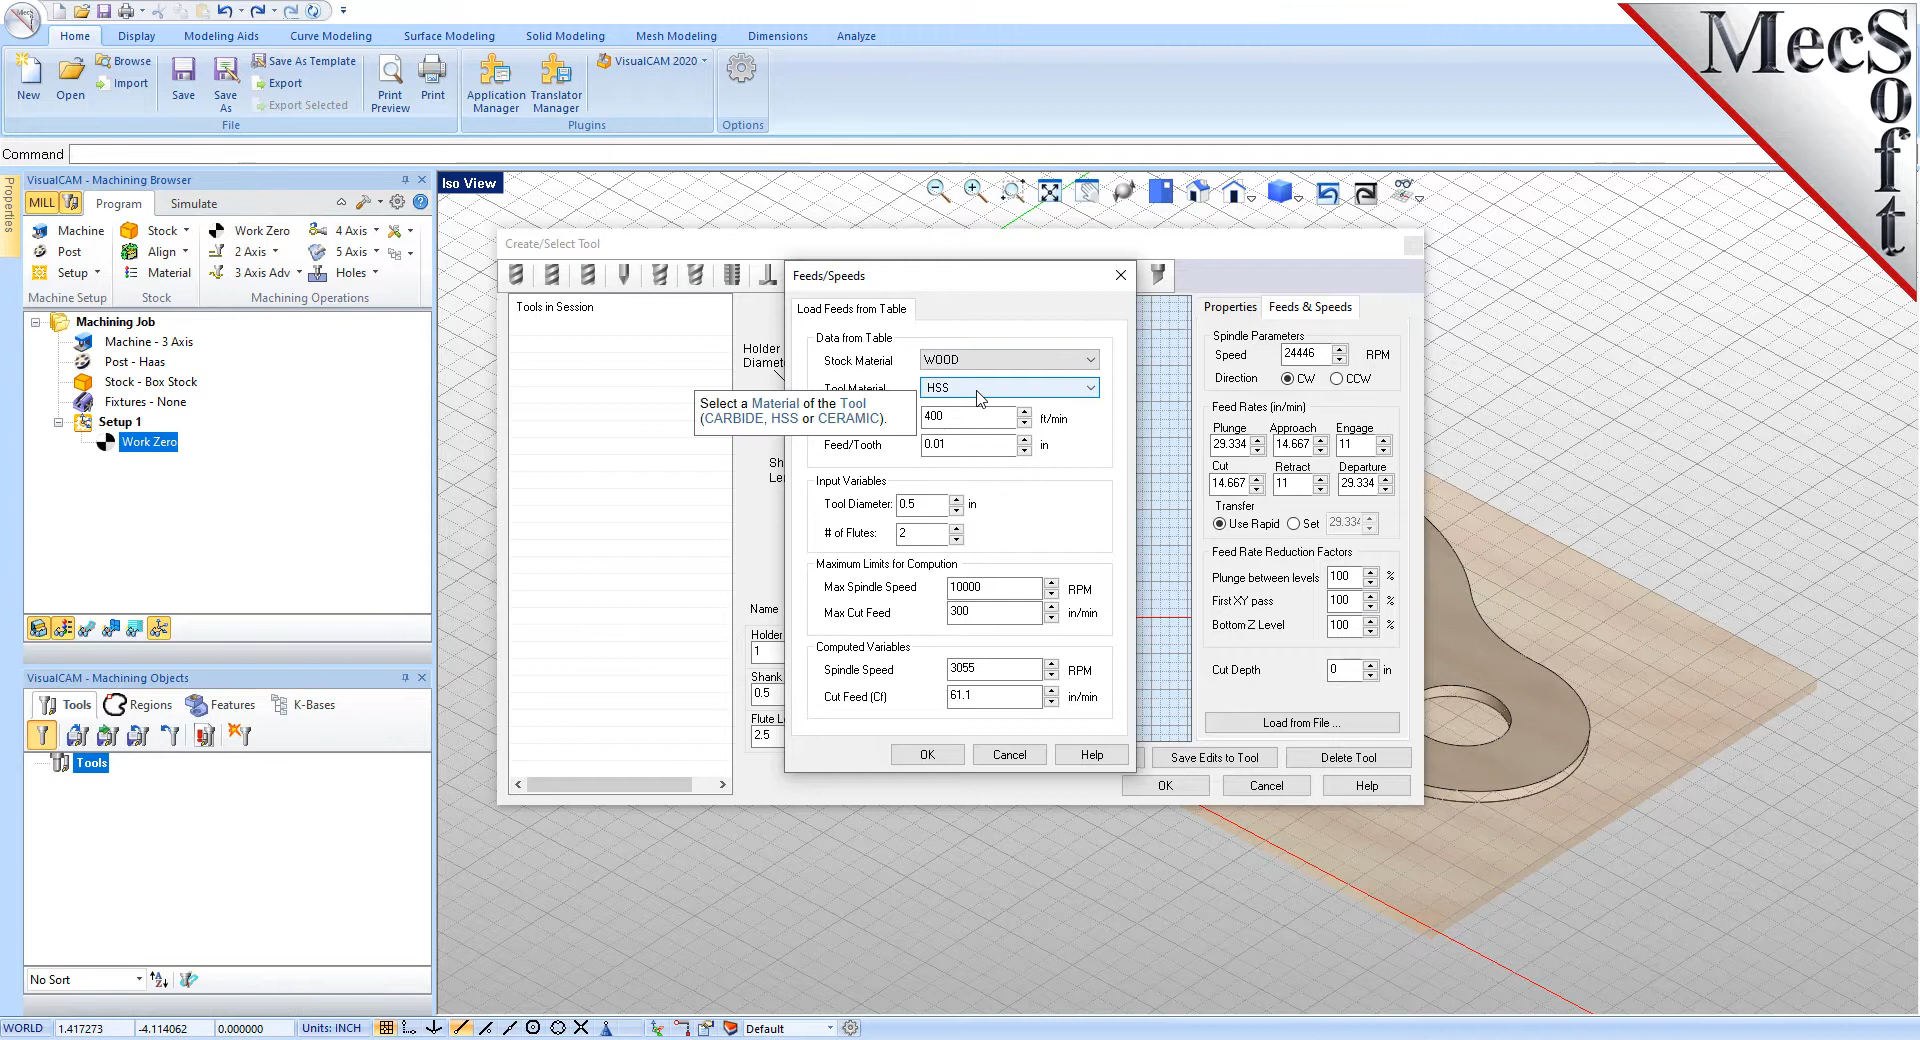 Home Display Modeling Aids Curve Modeling Surface Modeling Solid Modeling Mesh Modeling Dimensions Analyze
New
Open
Browse
Import
Save
Save As
Save As Template
Export
Export Selected
Print Preview
Print
File
Application Manager
Translator Manager
VisualCAM 2020
Plugins
Options
MecSoft
Command
Properties
VisualCAM - Machining Browser
MILL Program Simulate
Machine Stock Work Zero 4 Axis
Post Align 2 Axis 5 Axis
Setup Material 3 Axis Adv Holes
Machine Setup Stock Machining Operations
Machining Job
Machine - 3 Axis
Post - Haas
Stock - Box Stock
Fixtures - None
Setup 1
Work Zero
VisualCAM - Machining Objects
Tools Regions Features K-Bases
Tools
No Sort
Iso View
Create/Select Tool
Tools in Session
Holder
Diamet
Sh
Len
Name
Holder
1
Shank
0.5
Flute Le
2.5
Feeds/Speeds
Load Feeds from Table
Data from Table
Stock Material WOOD
Tool Material HSS
Select a Material of the Tool
(CARBIDE, HSS or CERAMIC).
400 ft/min
Feed/Tooth 0.01 in
Input Variables
Tool Diameter: 0.5 in
# of Flutes: 2
Maximum Limits for Compution
Max Spindle Speed 10000 RPM
Max Cut Feed 300 in/min
Computed Variables
Spindle Speed 3055 RPM
Cut Feed (Cf) 61.1 in/min
OK Cancel Help
Properties Feeds & Speeds
Spindle Parameters
Speed 24446 RPM
Direction CW CCW
Feed Rates (in/min)
Plunge Approach Engage
29.334 14.667 11
Cut Retract Departure
14.667 11 29.334
Transfer
Use Rapid Set 29.334
Feed Rate Reduction Factors
Plunge between levels 100 %
First XY pass 100 %
Bottom Z Level 100 %
Cut Depth 0 in
Load from File ...
Save Edits to Tool Delete Tool
OK Cancel Help
WORLD 1.417273 -4.114062 0.000000 Units: INCH Default